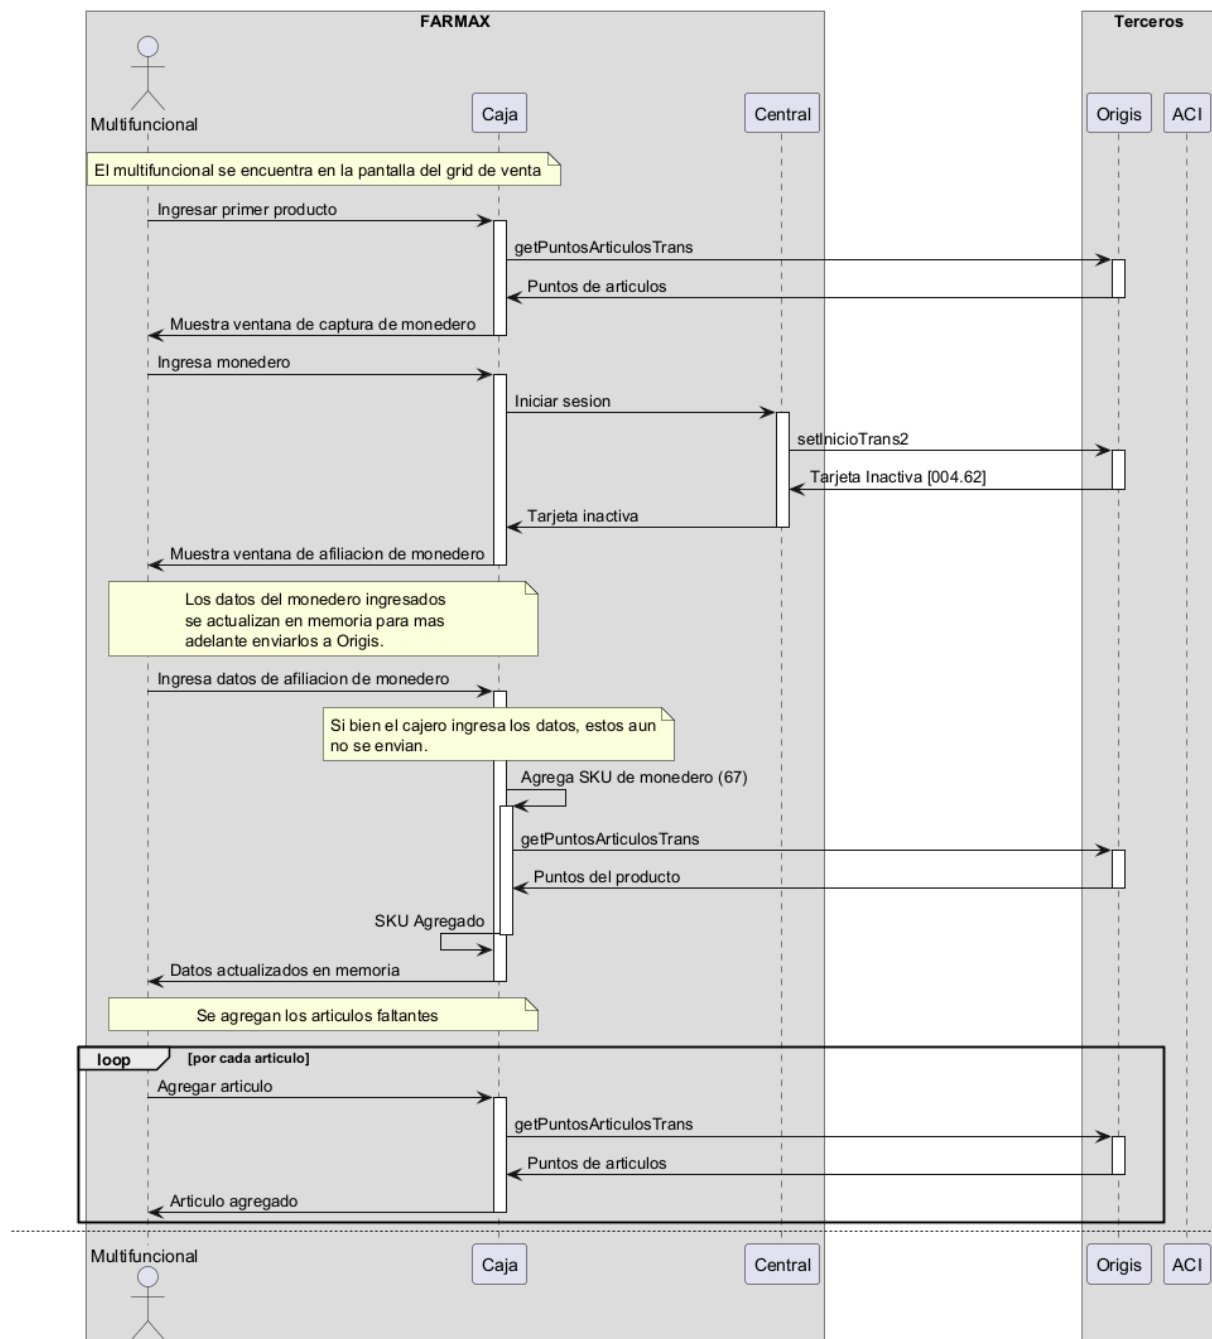 FARMAX
Terceros
Multifuncional
Caja
Central
Origis
ACI
El multifuncional se encuentra en la pantalla del grid de venta
Ingresar primer producto
getPuntosArticulosTrans
Puntos de articulos
Muestra ventana de captura de monedero
Ingresa monedero
Iniciar sesion
setInicioTrans2
Tarjeta Inactiva [004.62]
Tarjeta inactiva
Muestra ventana de afiliacion de monedero
Los datos del monedero ingresados
se actualizan en memoria para mas
adelante enviarlos a Origis.
Ingresa datos de afiliacion de monedero
Si bien el cajero ingresa los datos, estos aun
no se envian.
Agrega SKU de monedero (67)
getPuntosArticulosTrans
Puntos del producto
SKU Agregado
Datos actualizados en memoria
Se agregan los articulos faltantes
loop
[por cada articulo]
Agregar articulo
getPuntosArticulosTrans
Puntos de articulos
Articulo agregado
Multifuncional
Caja
Central
Origis
ACI